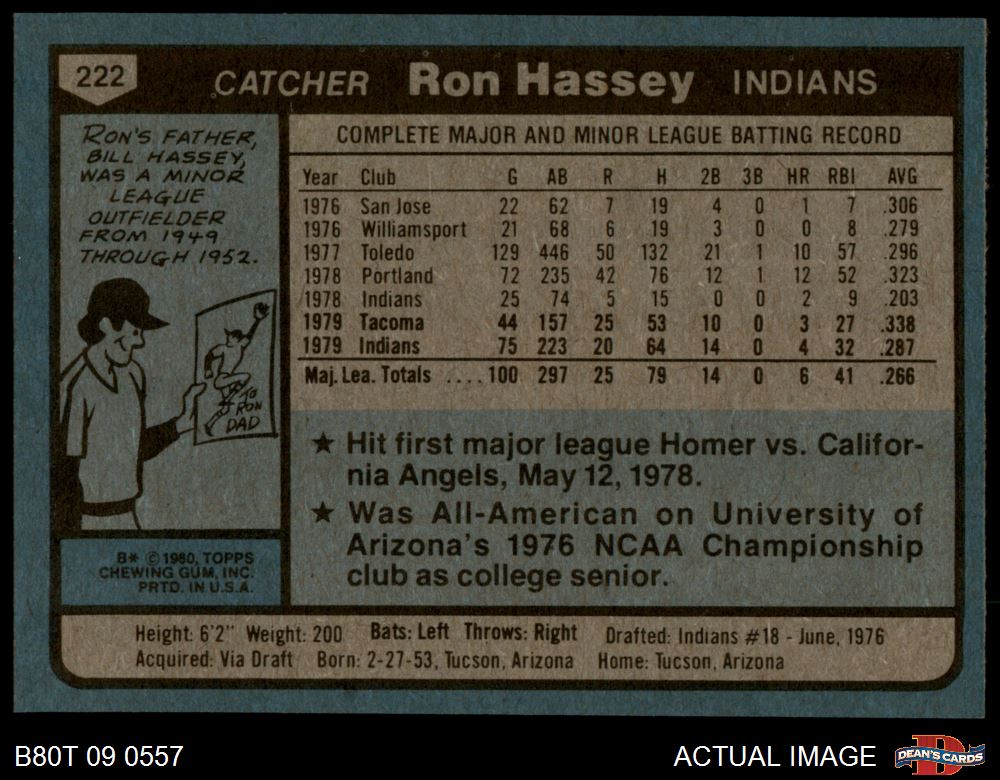 222 CATCHER Ron Hassey INDIANS
RON'S FATHER,
BILL HASSEY,
WAS A MINOR
LEAGUE
OUTFIELDER
FROM 1949
THROUGH 1952.
TO
RON
DAD
B* © 1980, TOPPS
CHEWING GUM, INC.
PRTD. IN U.S.A.
COMPLETE MAJOR AND MINOR LEAGUE BATTING RECORD
Year Club G AB R H 2B 3B HR RBI AVG
1976 San Jose 22 62 7 19 4 0 1 7 .306
1976 Williamsport 21 68 6 19 3 0 0 8 .279
1977 Toledo 129 446 50 132 21 1 10 57 .296
1978 Portland 72 235 42 76 12 1 12 52 .323
1978 Indians 25 74 5 15 0 0 2 9 .203
1979 Tacoma 44 157 25 53 10 0 3 27 .338
1979 Indians 75 223 20 64 14 0 4 32 .287
Maj. Lea. Totals .... 100 297 25 79 14 0 6 41 .266
★ Hit first major league Homer vs. Califor-
nia Angels, May 12, 1978.
★ Was All-American on University of
Arizona's 1976 NCAA Championship
club as college senior.
Height: 6'2" Weight: 200 Bats: Left Throws: Right Drafted: Indians #18 - June, 1976
Acquired: Via Draft Born: 2-27-53, Tucson, Arizona Home: Tucson, Arizona
B80T 09 0557 ACTUAL IMAGE D DEAN'S CARDS